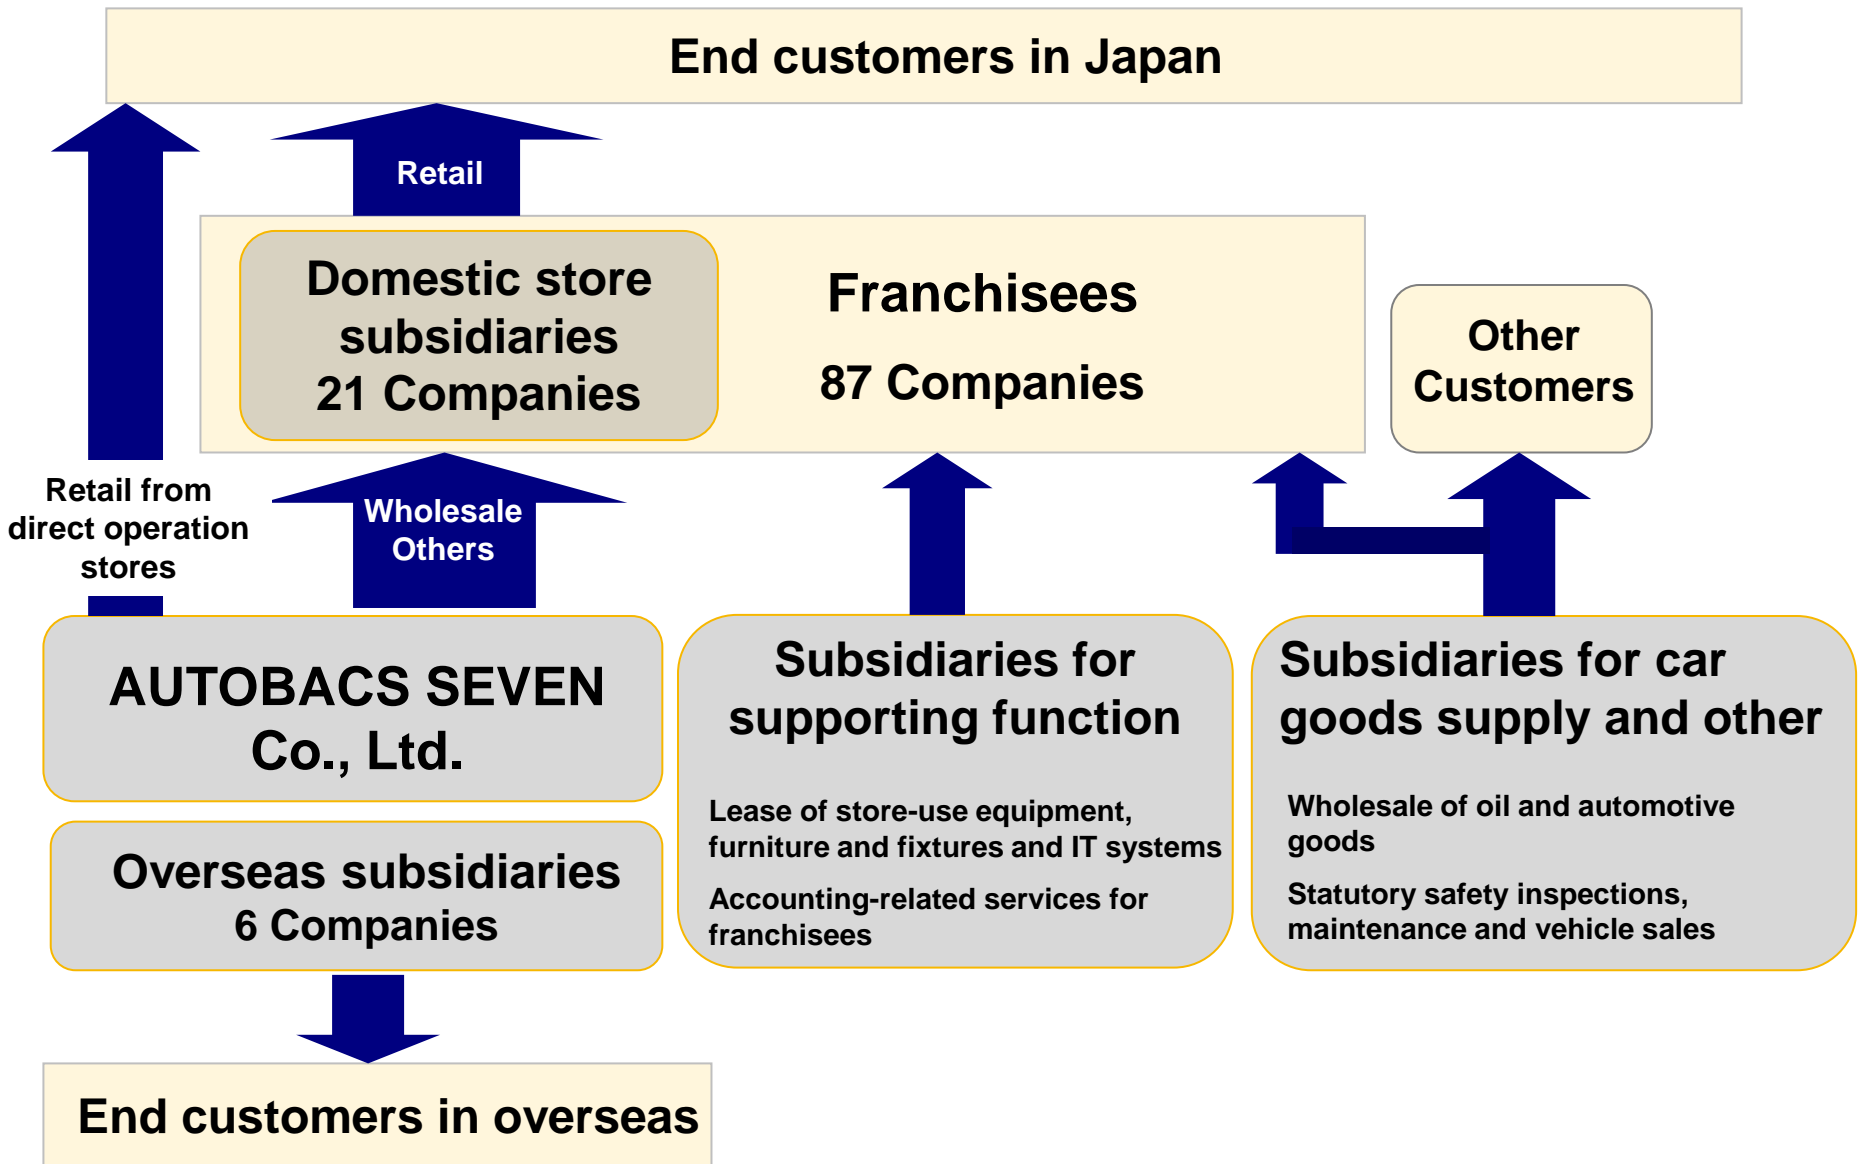 End customers in Japan
Retail
Domestic store
subsidiaries
21 Companies
Franchisees
87 Companies
Other
Customers
Retail from
direct operation
stores
Wholesale
Others
AUTOBACS SEVEN
Co., Ltd.
Overseas subsidiaries
6 Companies
Subsidiaries for
supporting function
Lease of store-use equipment,
furniture and fixtures and IT systems
Accounting-related services for
franchisees
Subsidiaries for car
goods supply and other
Wholesale of oil and automotive
goods
Statutory safety inspections,
maintenance and vehicle sales
End customers in overseas